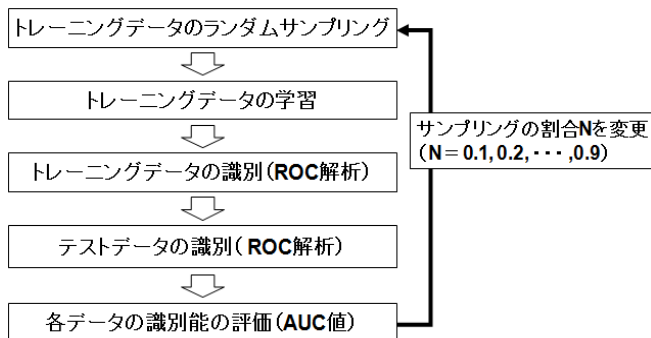 トレーニングデータのランダムサンプリング
トレーニングデータの学習
トレーニングデータの識別(ROC解析)
テストデータの識別( ROC解析)
各データの識別能の評価(AUC値)
サンプリングの割合Nを変更
(N=0.1,0.2,・・・,0.9)